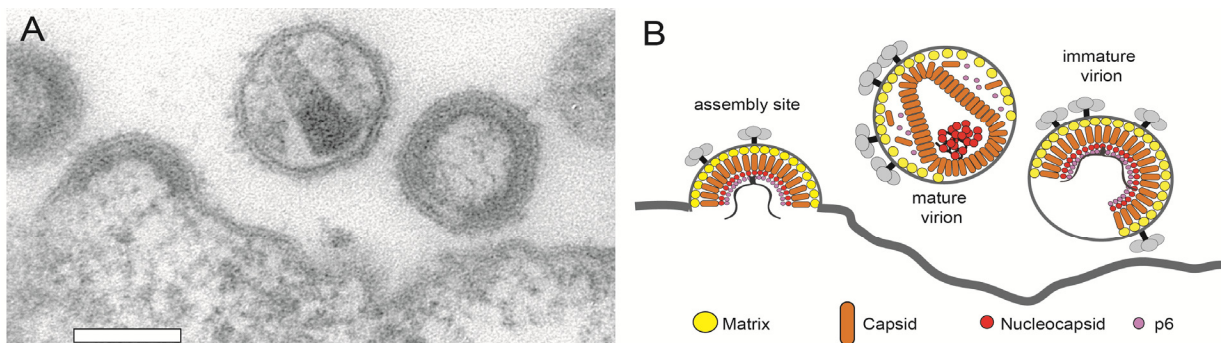 A
B
assembly site
mature
virion
immature
virion
Matrix
Capsid
Nucleocapsid
p6